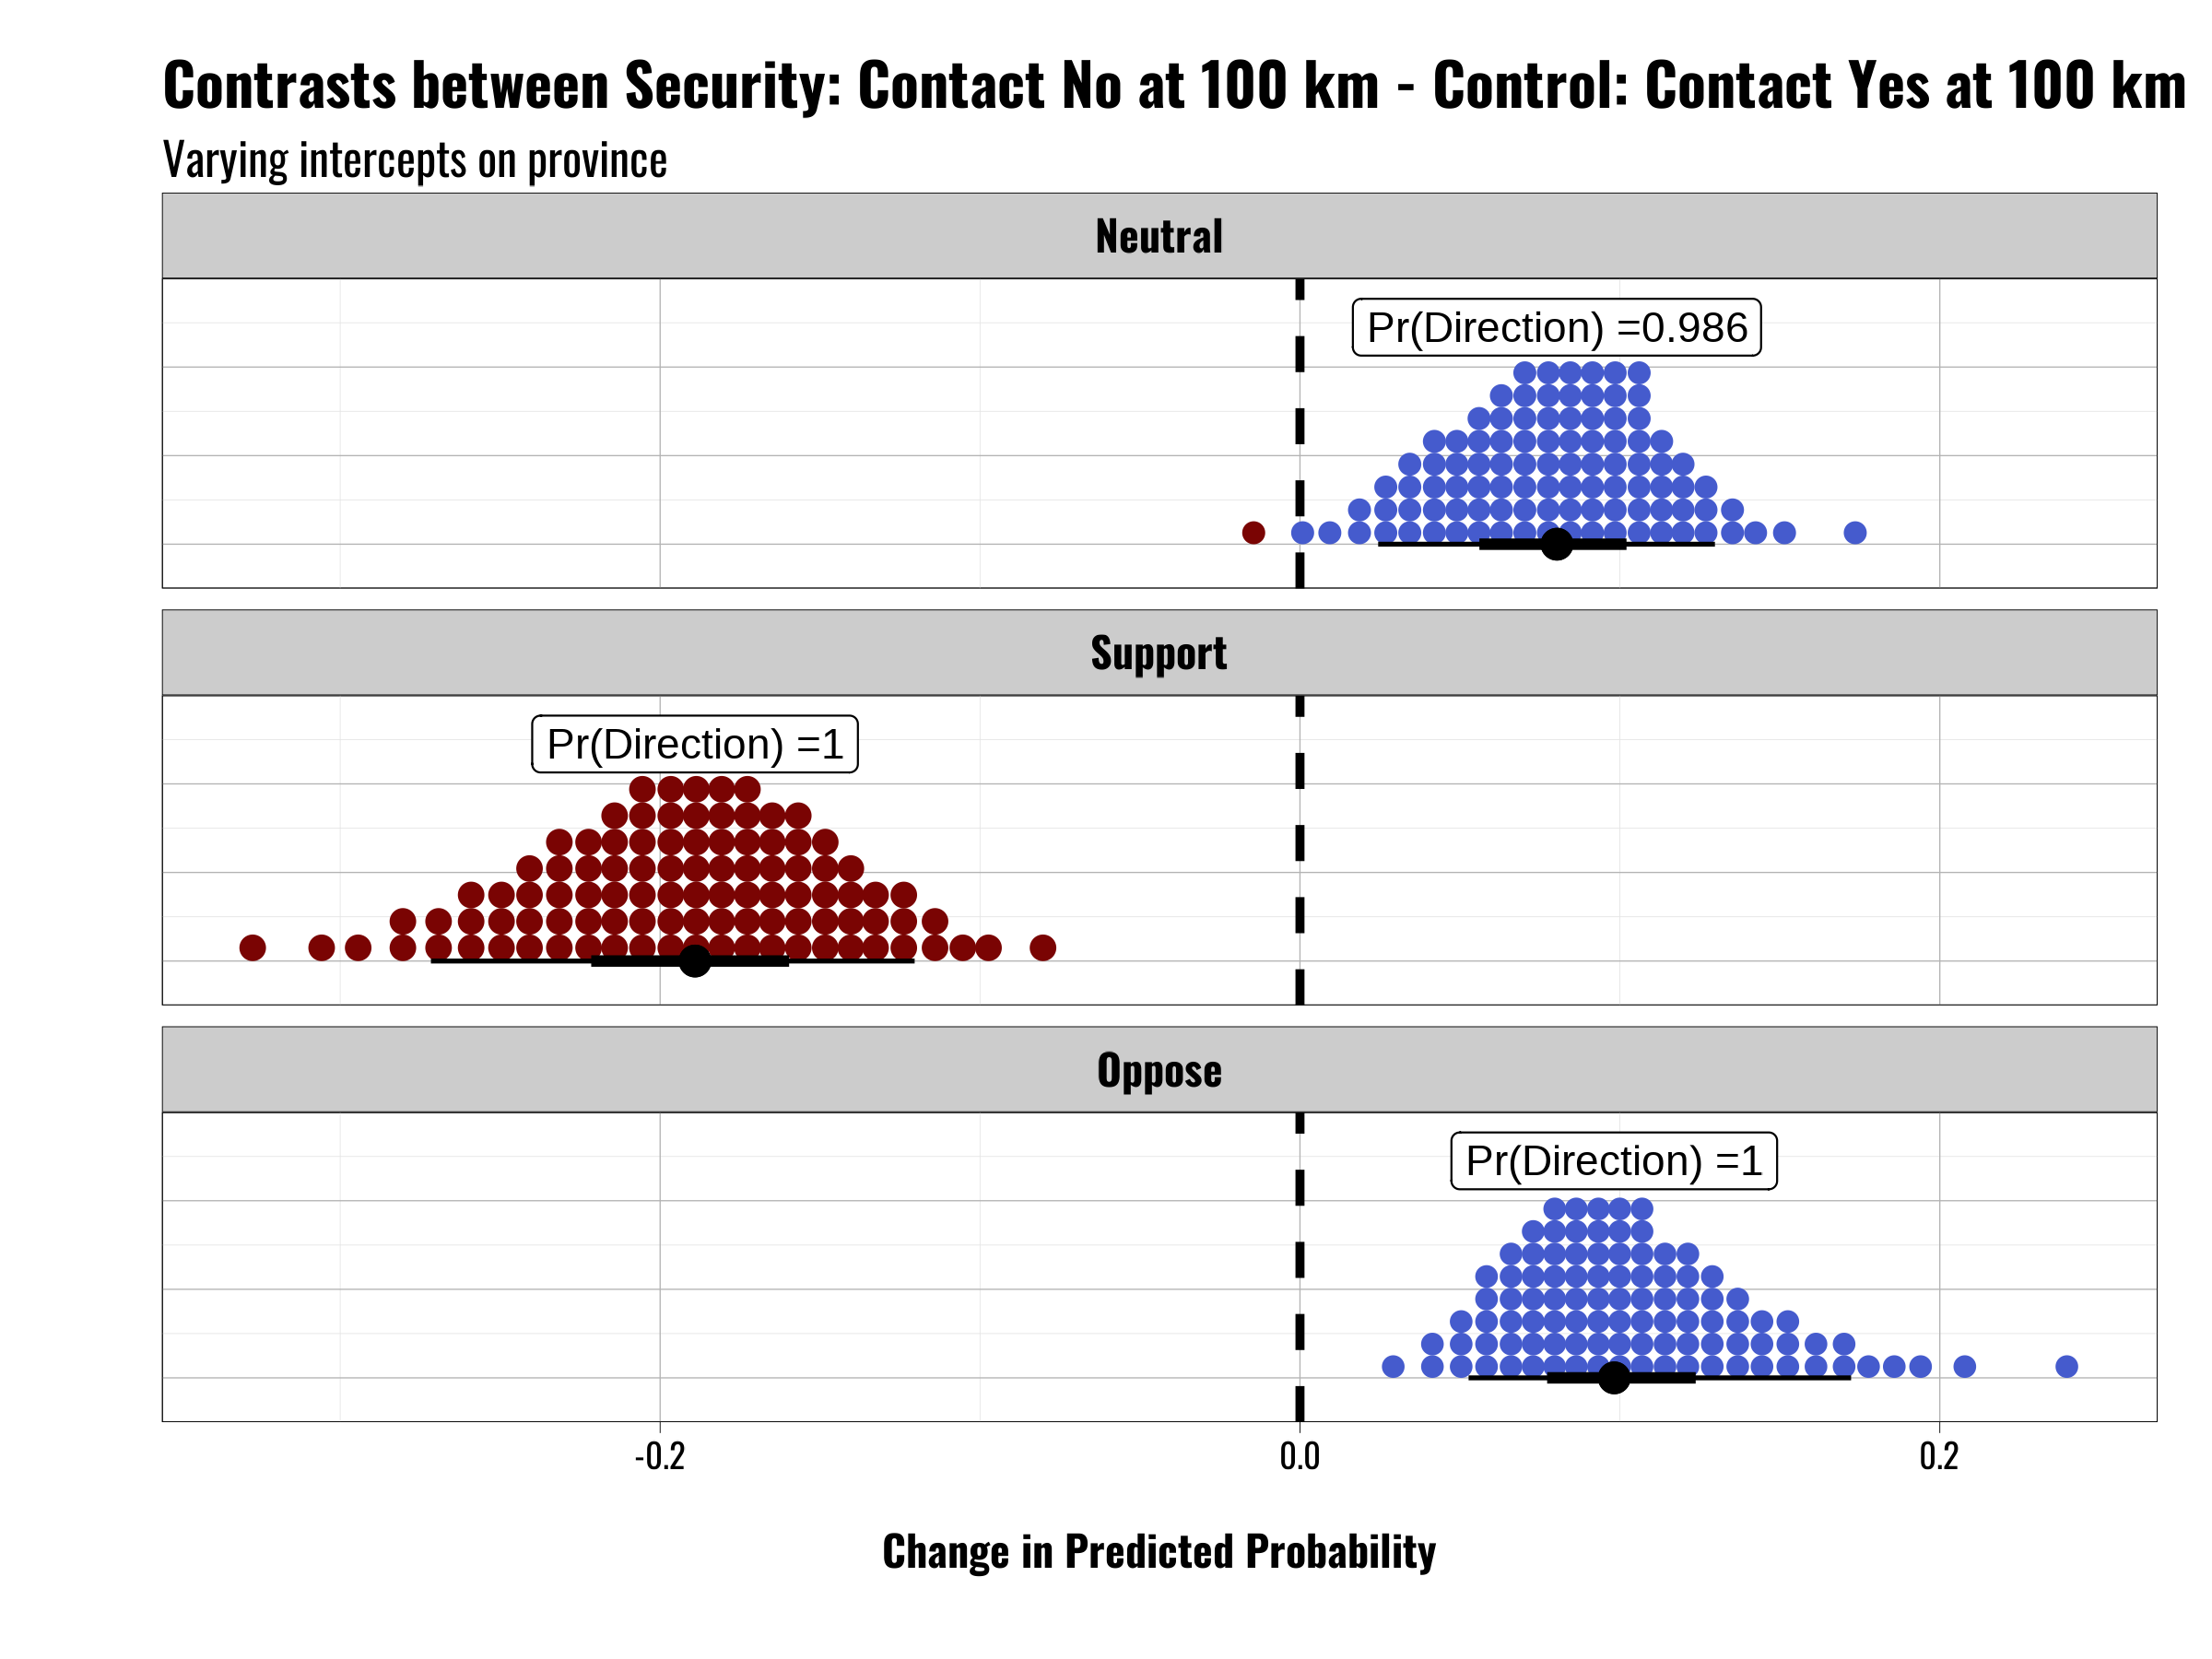 Contrasts between Security: Contact No at 100 km - Control: Contact Yes at 100 km
Varying intercepts on province
Neutral
Pr(Direction) =0.986
Support
Pr(Direction) =1
Oppose
Pr(Direction) =1
-0.2 0.0 0.2
Change in Predicted Probability